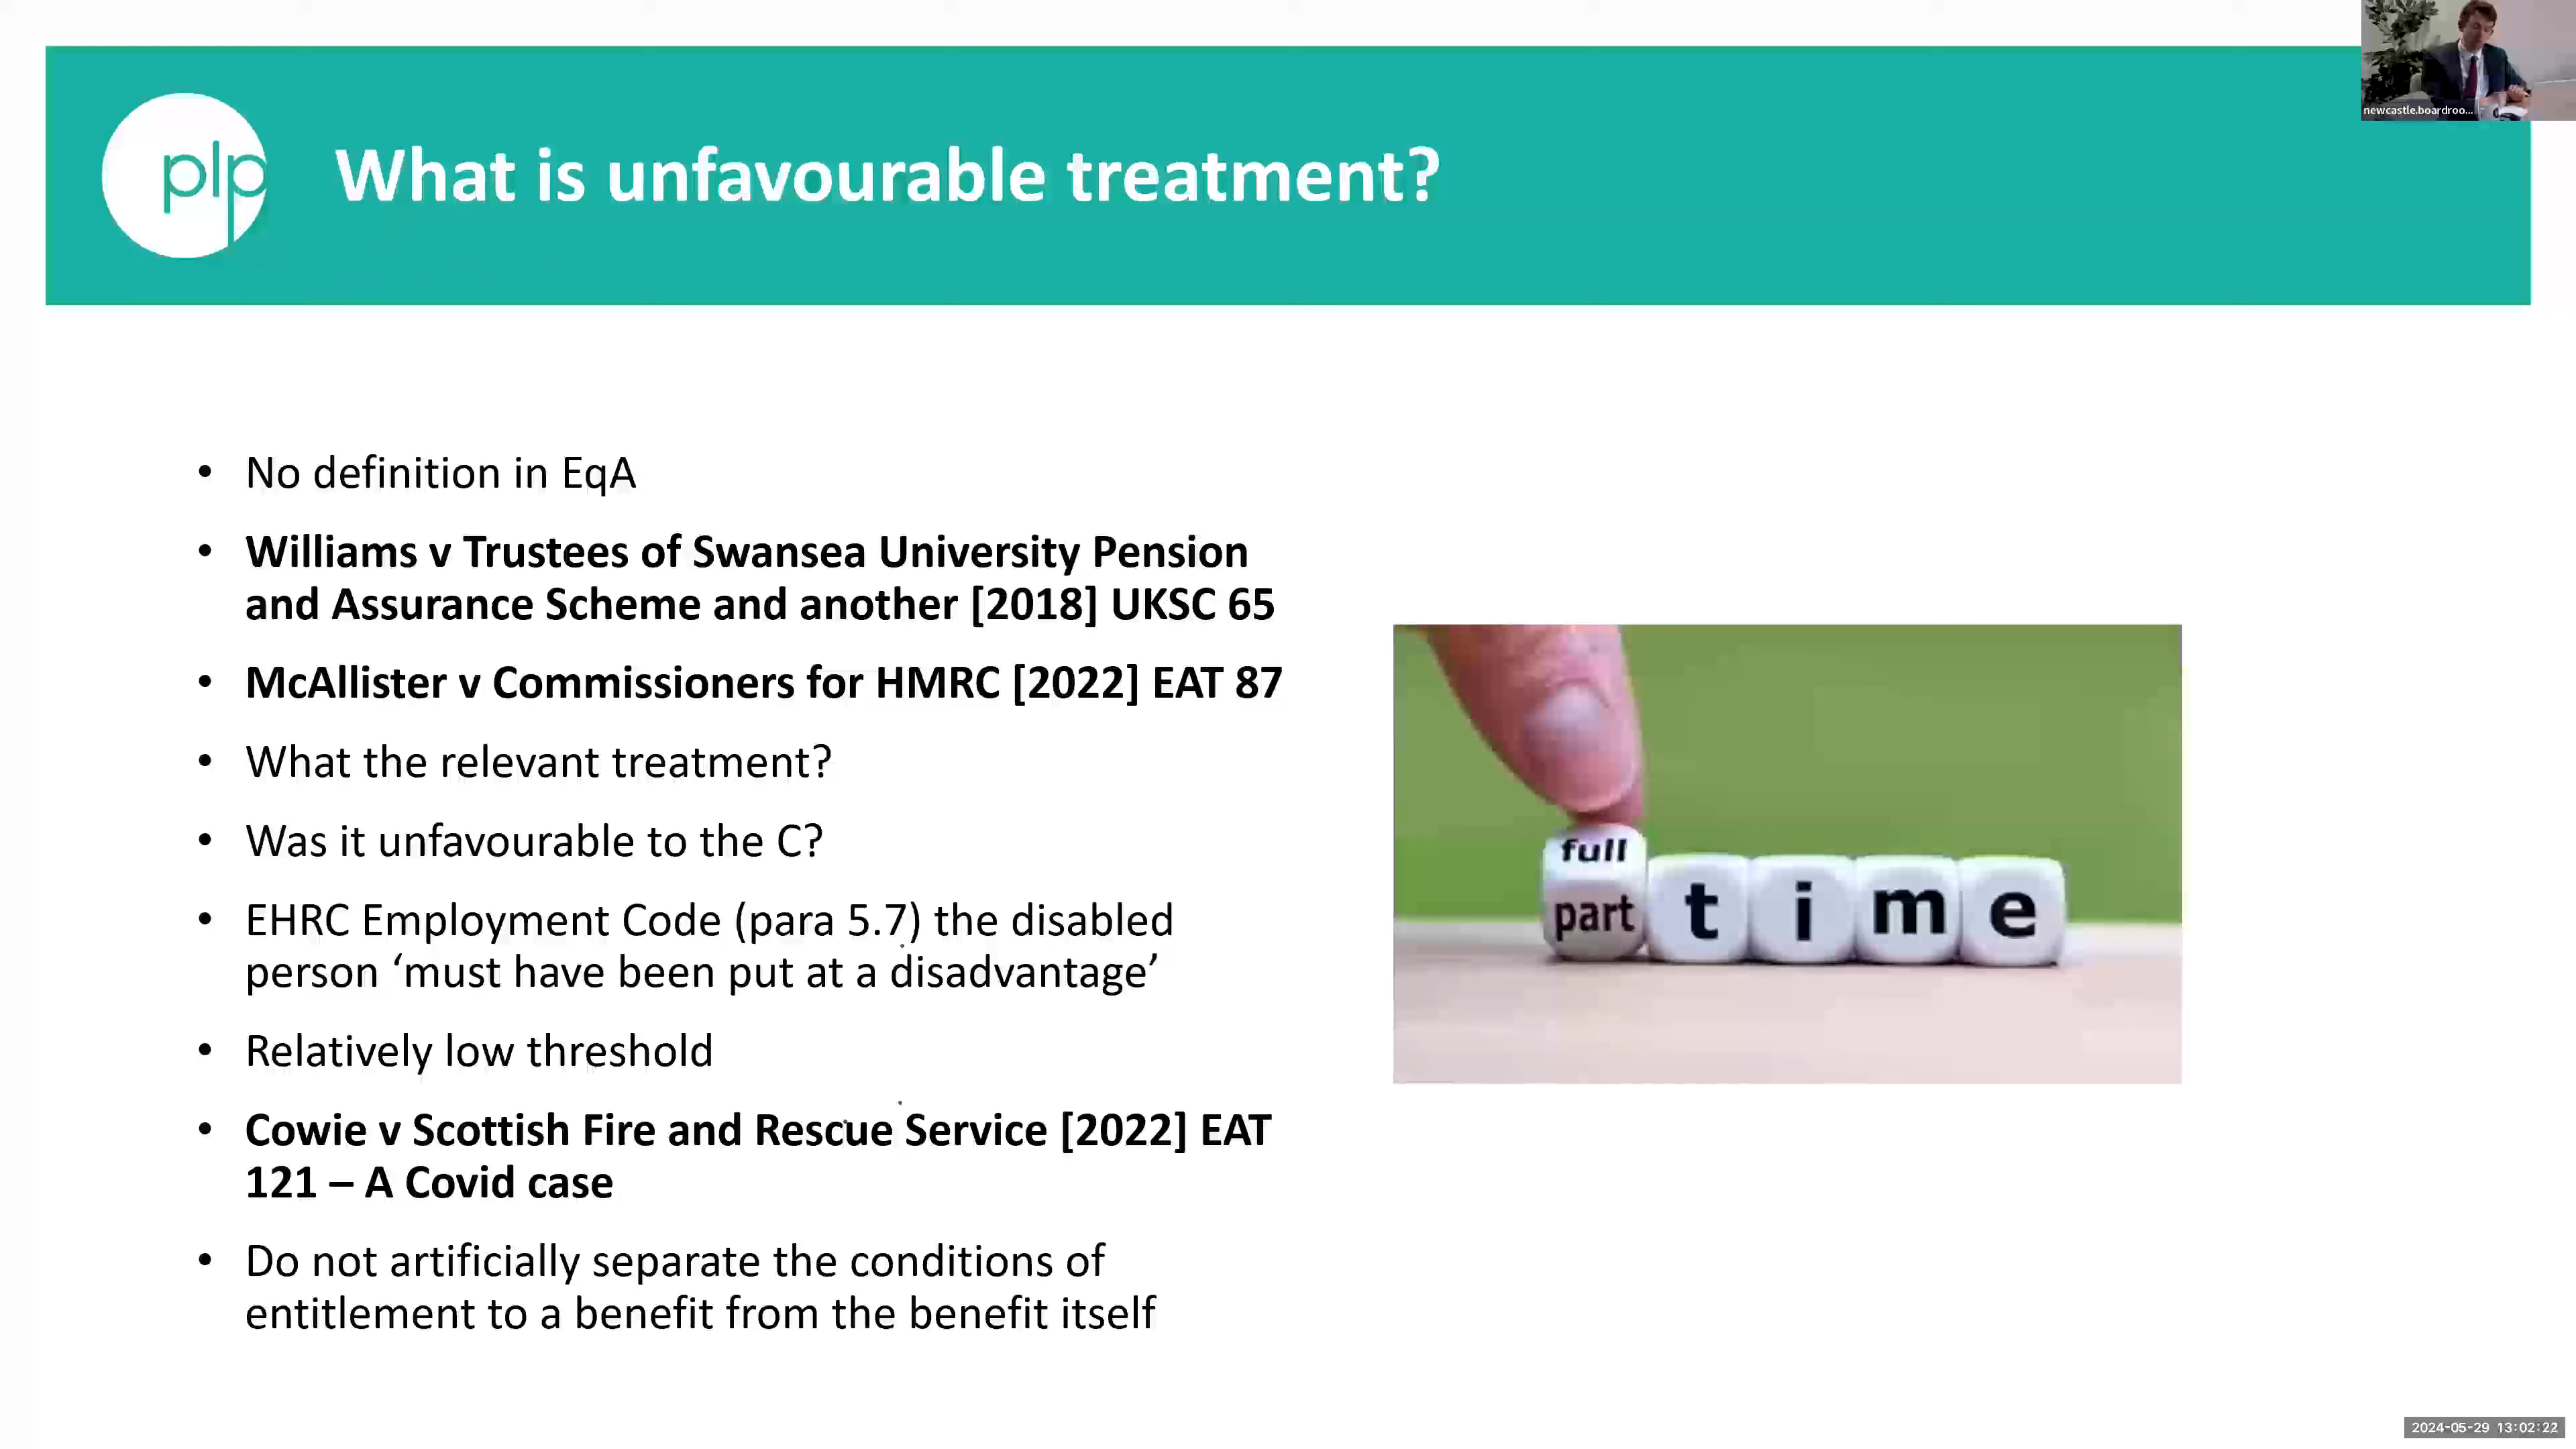 newcastle.boardroo...
plp
What is unfavourable treatment?
• No definition in EqA
• Williams v Trustees of Swansea University Pension
and Assurance Scheme and another [2018] UKSC 65
• McAllister v Commissioners for HMRC [2022] EAT 87
• What the relevant treatment?
• Was it unfavourable to the C?
• EHRC Employment Code (para 5.7) the disabled
person ‘must have been put at a disadvantage’
• Relatively low threshold
• Cowie v Scottish Fire and Rescue Service [2022] EAT
121 – A Covid case
• Do not artificially separate the conditions of
entitlement to a benefit from the benefit itself
full
part time
2024-05-29 13:02:22